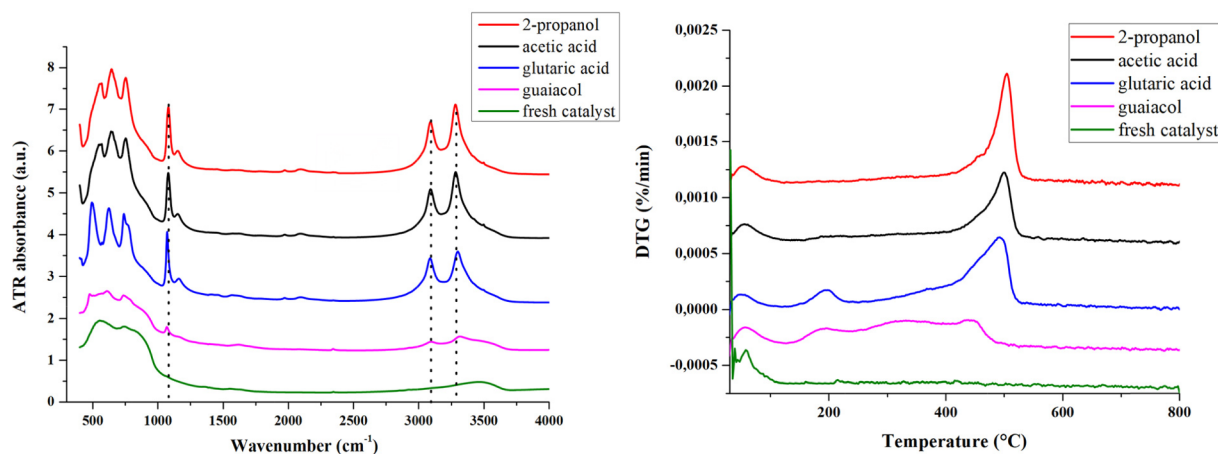 2-propanol
acetic acid
glutaric acid
guaiacol
fresh catalyst
8
7
6
5
4
3
2
1
0
ATR absorbancc (a.u.)
500 1000 1500 2000 2500 3000 3500 4000
Wavenumber (cm-1)
0,0025
0,0020
0,0015
0,0010
0,0005
0,0000
-0,0005
DTG (%/min)
2-propanol
acetic acid
glutaric acid
guaiacol
fresh catalyst
200 400 600 800
Temperature (°C)